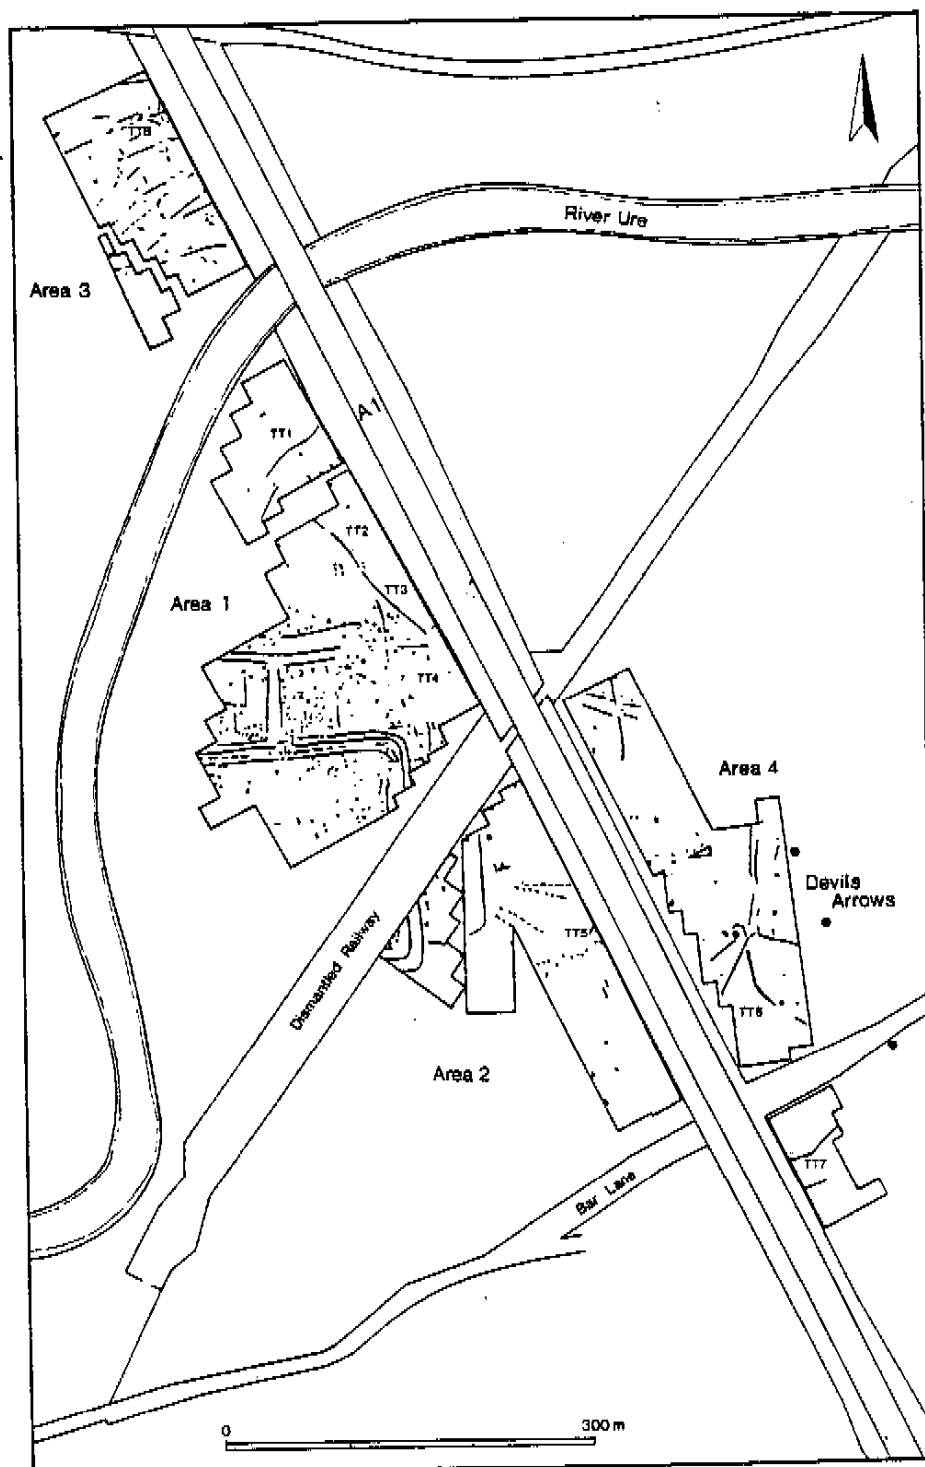 TT8
River Ure
Area 3
A1
TT1
TT2
TT3
Area 1
TT4
Area 4
Devils
Arrows
TT5
Dismantled Railway
TT6
Area 2
TT7
Bar Lane
0
300 m